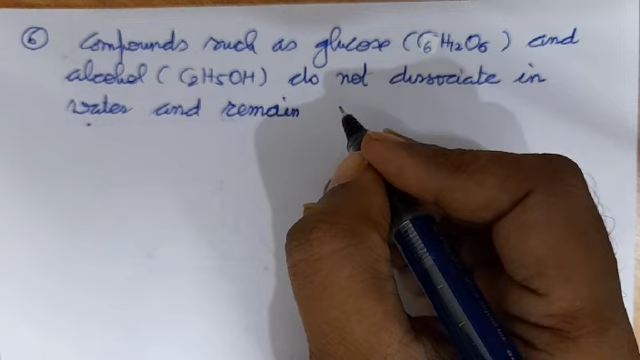 ⑥ Compounds such as glucose (C6H12O6) and
alcohol (C2H5OH) do not dissociate in
water and remain